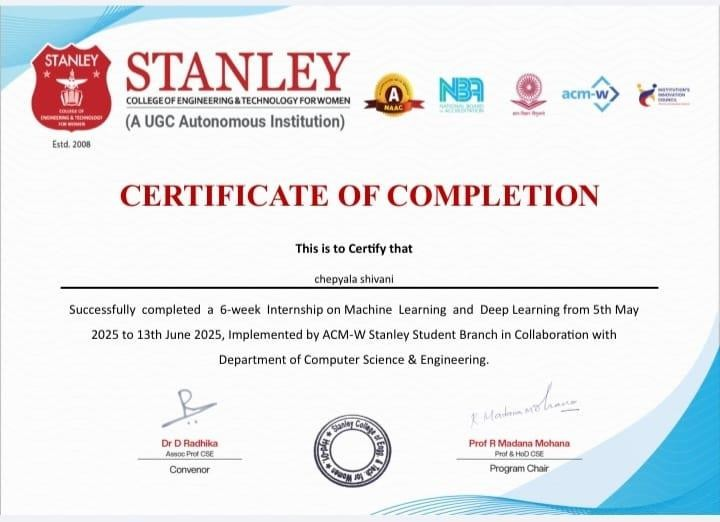 STANLEY
COLLEGE OF
ENGINEERING & TECHNOLOGY
FOR WOMEN
Estd. 2008
STANLEY
COLLEGE OF ENGINEERING & TECHNOLOGY FOR WOMEN
(A UGC Autonomous Institution)
A
NAAC
NBA
NATIONAL BOARD
of ACCREDITATION
acm-w
INSTITUTION'S
INNOVATION
COUNCIL
CERTIFICATE OF COMPLETION
This is to Certify that
chepyala shivani
Successfully completed a 6-week Internship on Machine Learning and Deep Learning from 5th May
2025 to 13th June 2025, Implemented by ACM-W Stanley Student Branch in Collaboration with
Department of Computer Science & Engineering.
R. Madana Mohana
Dr D Radhika
Assoc Prof CSE
Convenor
Stanley College of Engg. & Tech. for Women
Prof R Madana Mohana
Prof & HoD CSE
Program Chair